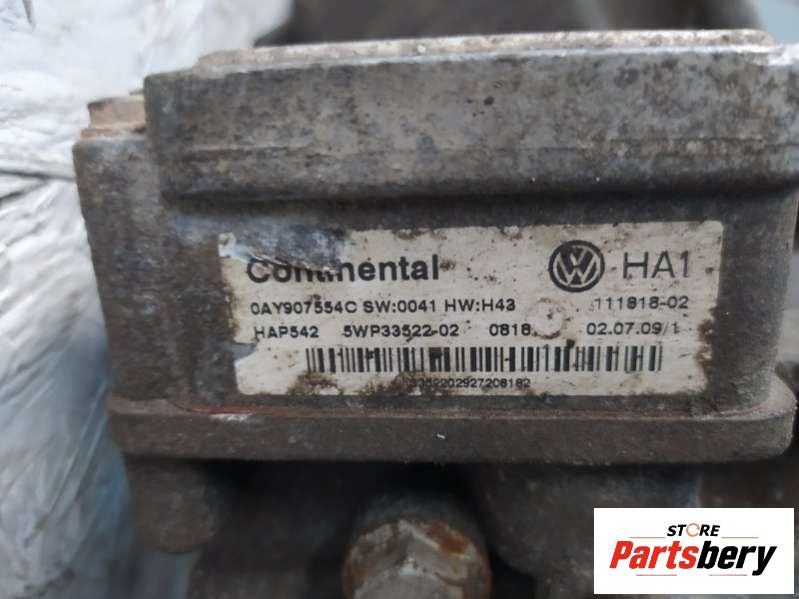 Continental HA1
0AY907554C SW:0041 HW:H43 111818-02
HAP542 5WP33522-02 0818 02.07.09/1
STORE
Partsbery